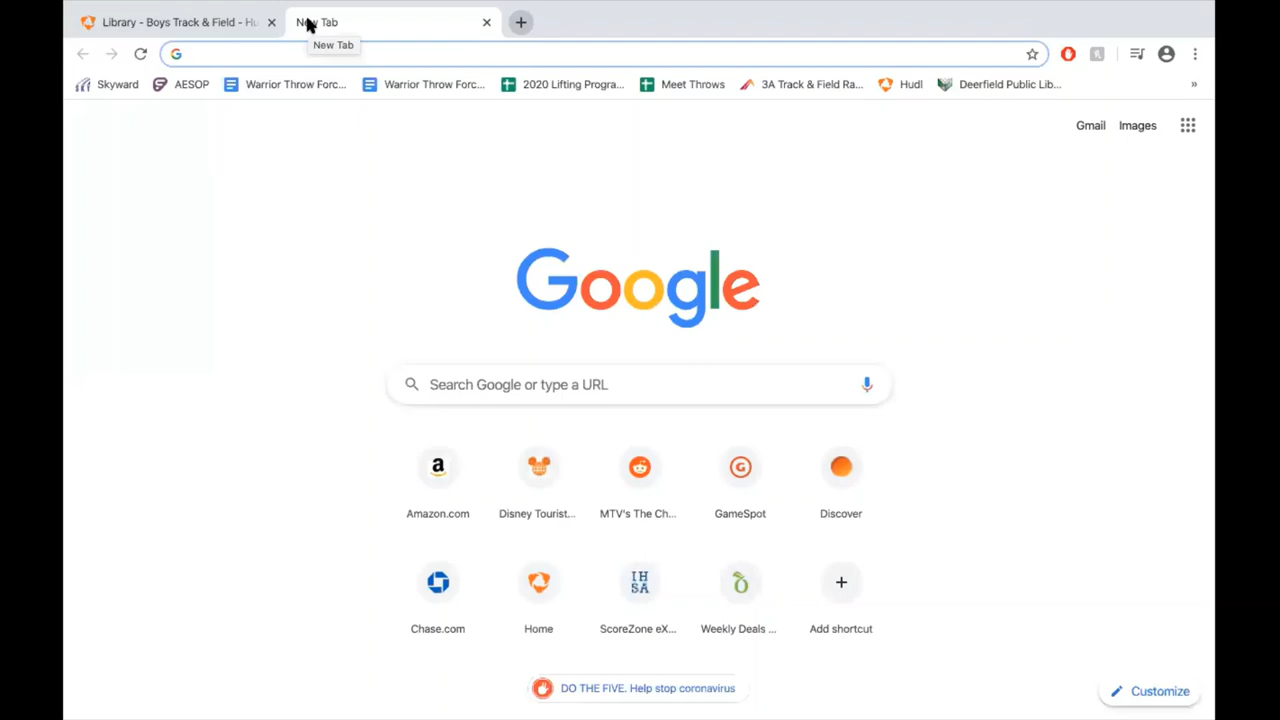 Library - Boys Track & Field - Hu
New Tab
New Tab
Skyward
AESOP
Warrior Throw Forc...
Warrior Throw Forc...
2020 Lifting Progra...
Meet Throws
3A Track & Field Ra...
Hudl
Deerfield Public Lib...
»
Gmail
Images
Google
Search Google or type a URL
Amazon.com
Disney Tourist...
MTV's The Ch...
GameSpot
Discover
IH
SA
Chase.com
Home
ScoreZone eX...
Weekly Deals ...
Add shortcut
DO THE FIVE. Help stop coronavirus
Customize